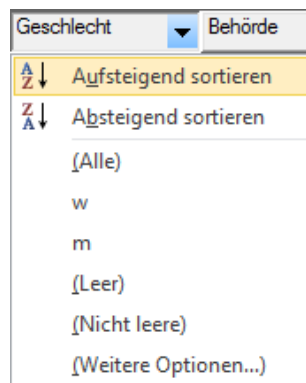 Geschlecht Behörde
Aufsteigend sortieren
Absteigend sortieren
(Alle)
w
m
(Leer)
(Nicht leere)
(Weitere Optionen...)